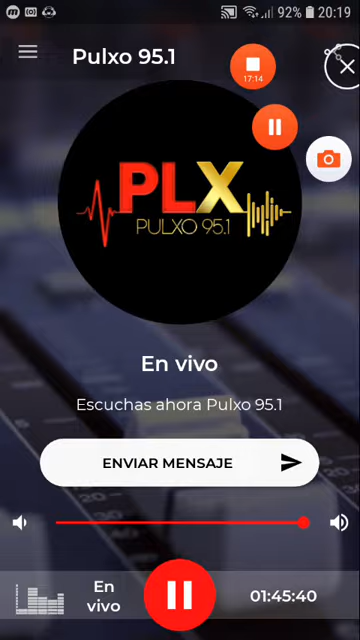 92% 20:19
Pulxo 95.1
17:14
PLX
PULXO 95.1
En vivo
Escuchas ahora Pulxo 95.1
ENVIAR MENSAJE
En
vivo
01:45:40